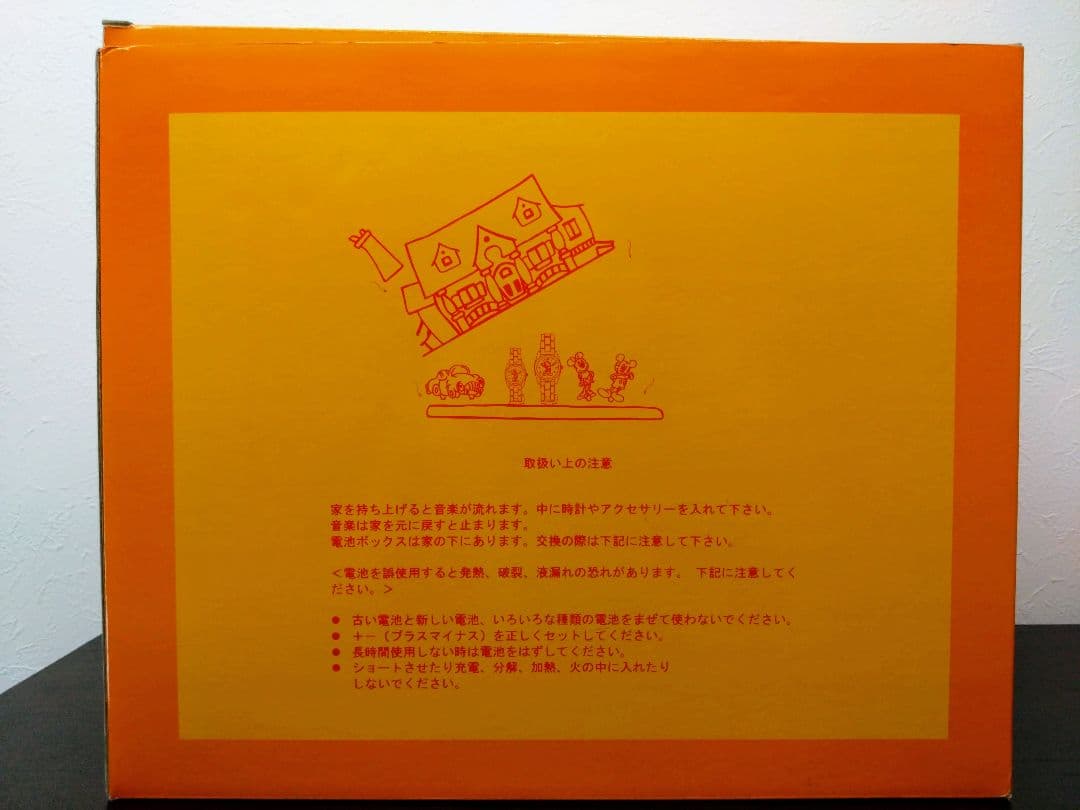 取扱い上の注意
家を持ち上げると音楽が流れます。中に時計やアクセサリーを入れて下さい。
音楽は家を元に戻すと止まります。
電池ボックスは家の下にあります。交換の際は下記に注意して下さい。
＜電池を誤使用すると発熱、破裂、液漏れの恐れがあります。 下記に注意してく
ださい。＞
● 古い電池と新しい電池、いろいろな種類の電池をまぜて使わないでください。
● ＋－（プラスマイナス）を正しくセットしてください。
● 長時間使用しない時は電池をはずしてください。
● ショートさせたり充電、分解、加熱、火の中に入れたり
しないでください。